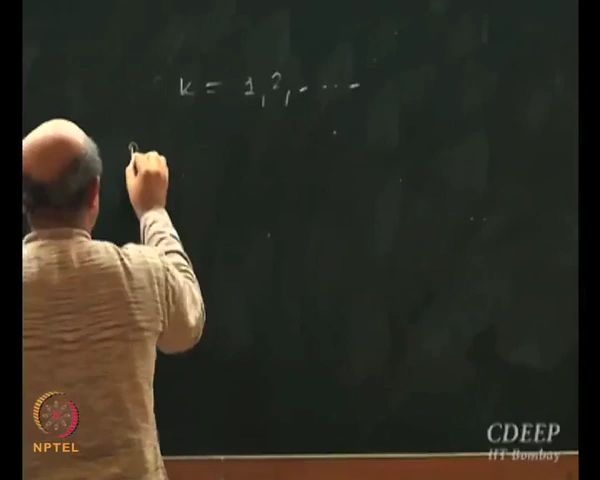 k = 1, 2, . . . . .
NPTEL
CDEEP
IIT Bombay